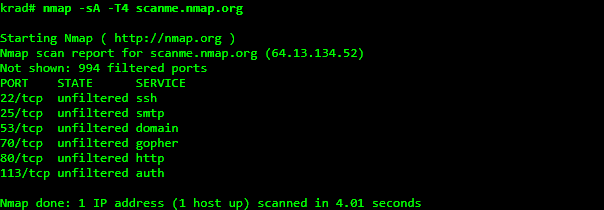 krad# nmap -sA -T4 scanme.nmap.org
Starting Nmap ( http://nmap.org )
Nmap scan report for scanme.nmap.org (64.13.134.52)
Not shown: 994 filtered ports
PORT    STATE      SERVICE
22/tcp  unfiltered ssh
25/tcp  unfiltered smtp
53/tcp  unfiltered domain
70/tcp  unfiltered gopher
80/tcp  unfiltered http
113/tcp unfiltered auth
Nmap done: 1 IP address (1 host up) scanned in 4.01 seconds